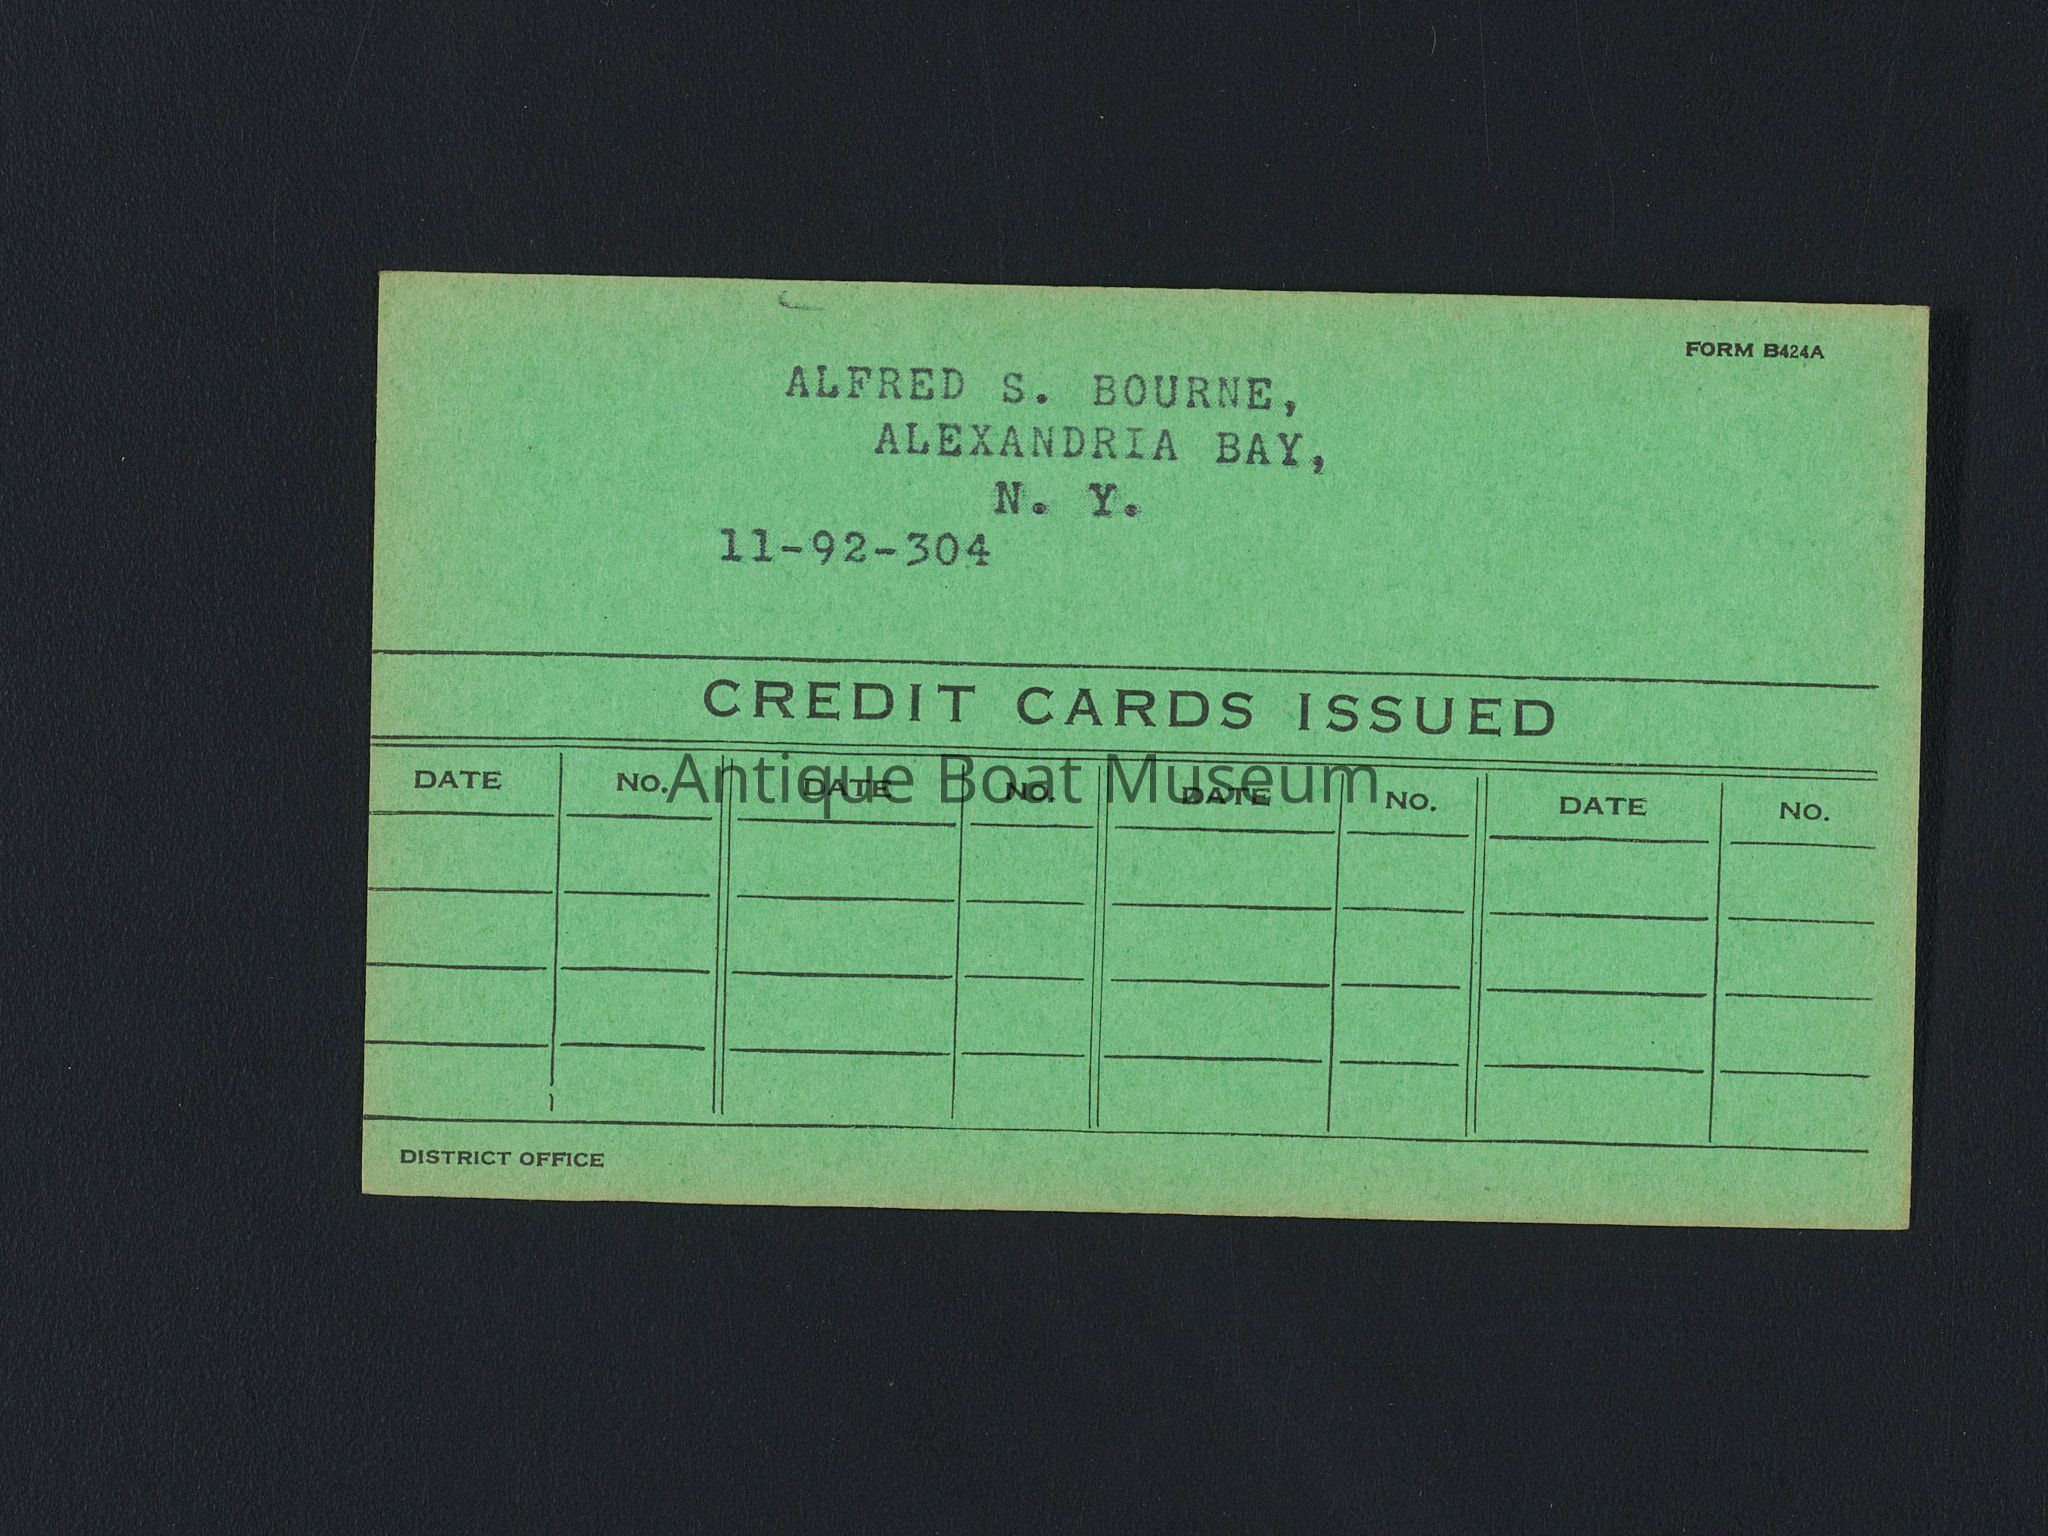 FORM B424A
ALFRED S. BOURNE,
ALEXANDRIA BAY,
N. Y.
11-92-304
CREDIT CARDS ISSUED
DATE NO. DATE NO. DATE NO. DATE NO.
Antique Boat Museum
DISTRICT OFFICE